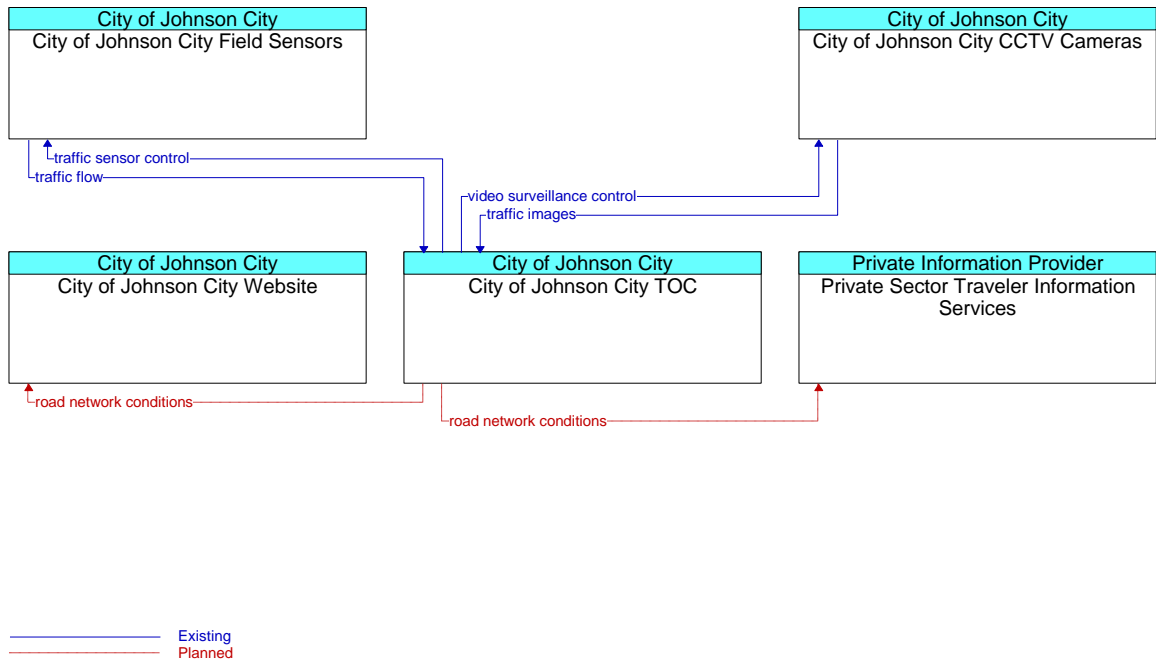 City of Johnson City
City of Johnson City Field Sensors
City of Johnson City
City of Johnson City CCTV Cameras
traffic sensor control
traffic flow
video surveillance control
traffic images
City of Johnson City
City of Johnson City Website
City of Johnson City
City of Johnson City TOC
Private Information Provider
Private Sector Traveler Information
Services
road network conditions
road network conditions
Existing
Planned